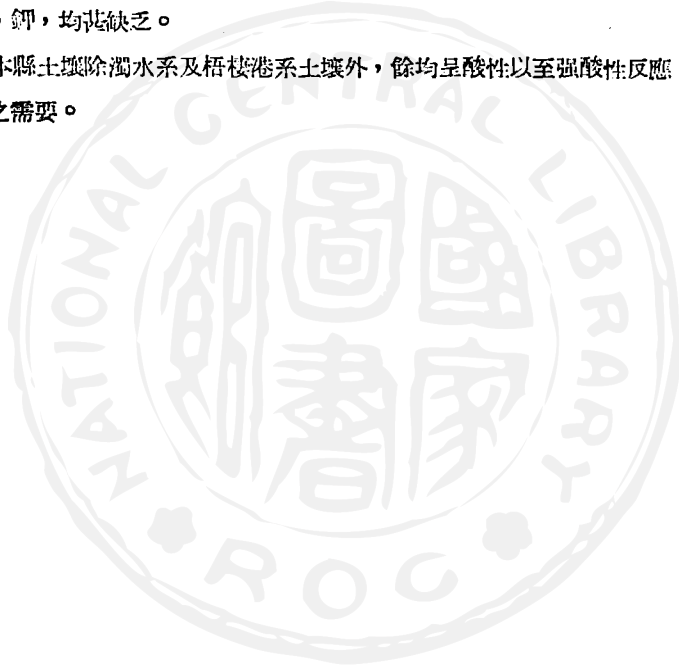 ，鉀，均甚缺乏。
本縣土壤除濁水系及梧棲港系土壤外，餘均呈酸性以至强酸性反應
之需要。
NATIONAL CENTRAL LIBRARY
國家圖書館
ROC